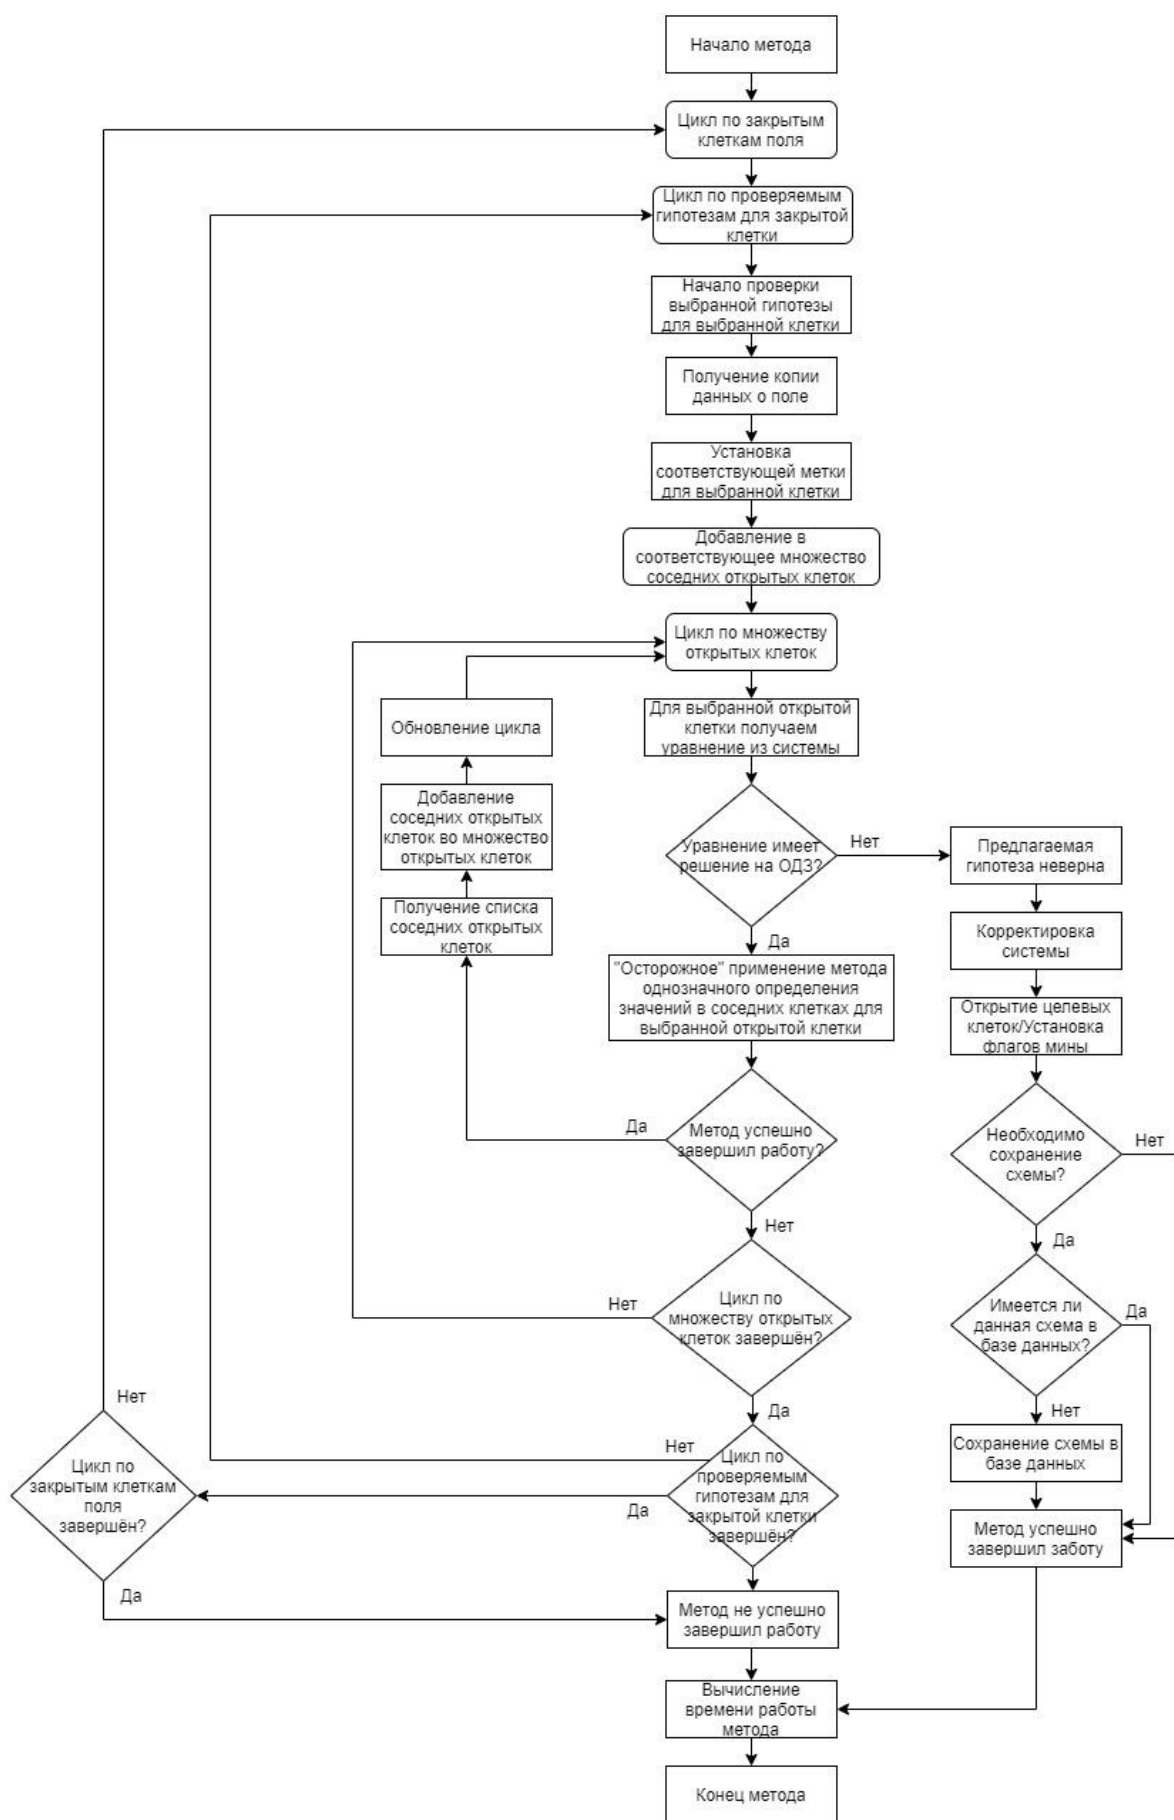 Начало метода
Цикл по закрытым
клеткам поля
Цикл по проверяемым
гипотезам для закрытой
клетки
Начало проверки
выбранной гипотезы
для выбранной клетки
Получение копии
данных о поле
Установка
соответствующей метки
для выбранной клетки
Добавление в
соответствующее множество
соседних открытых клеток
Цикл по множеству
открытых клеток
Для выбранной открытой
клетки получаем
уравнение из системы
Обновление цикла
Добавление
соседних открытых
клеток во множество
открытых клеток
Получение списка
соседних открытых
клеток
Уравнение имеет
решение на ОДЗ?
Нет
Предлагаемая
гипотеза неверна
Да
Корректировка
системы
"Осторожное" применение метода
однозначного определения
значений в соседних клетках для
выбранной открытой клетки
Открытие целевых
клеток/Установка
флагов мины
Да
Метод успешно
завершил работу?
Необходимо
сохранение
схемы?
Нет
Нет
Да
Нет
Цикл по
множеству открытых
клеток завершён?
Имеется ли
данная схема в
базе данных?
Да
Нет
Да
Нет
Нет
Цикл по
закрытым клеткам
поля
завершён?
Да
Цикл по
проверяемым
гипотезам для
закрытой клетки
завершён?
Сохранение схемы в
базе данных
Метод успешно
завершил заботу
Да
Метод не успешно
завершил работу
Вычисление
времени работы
метода
Конец метода